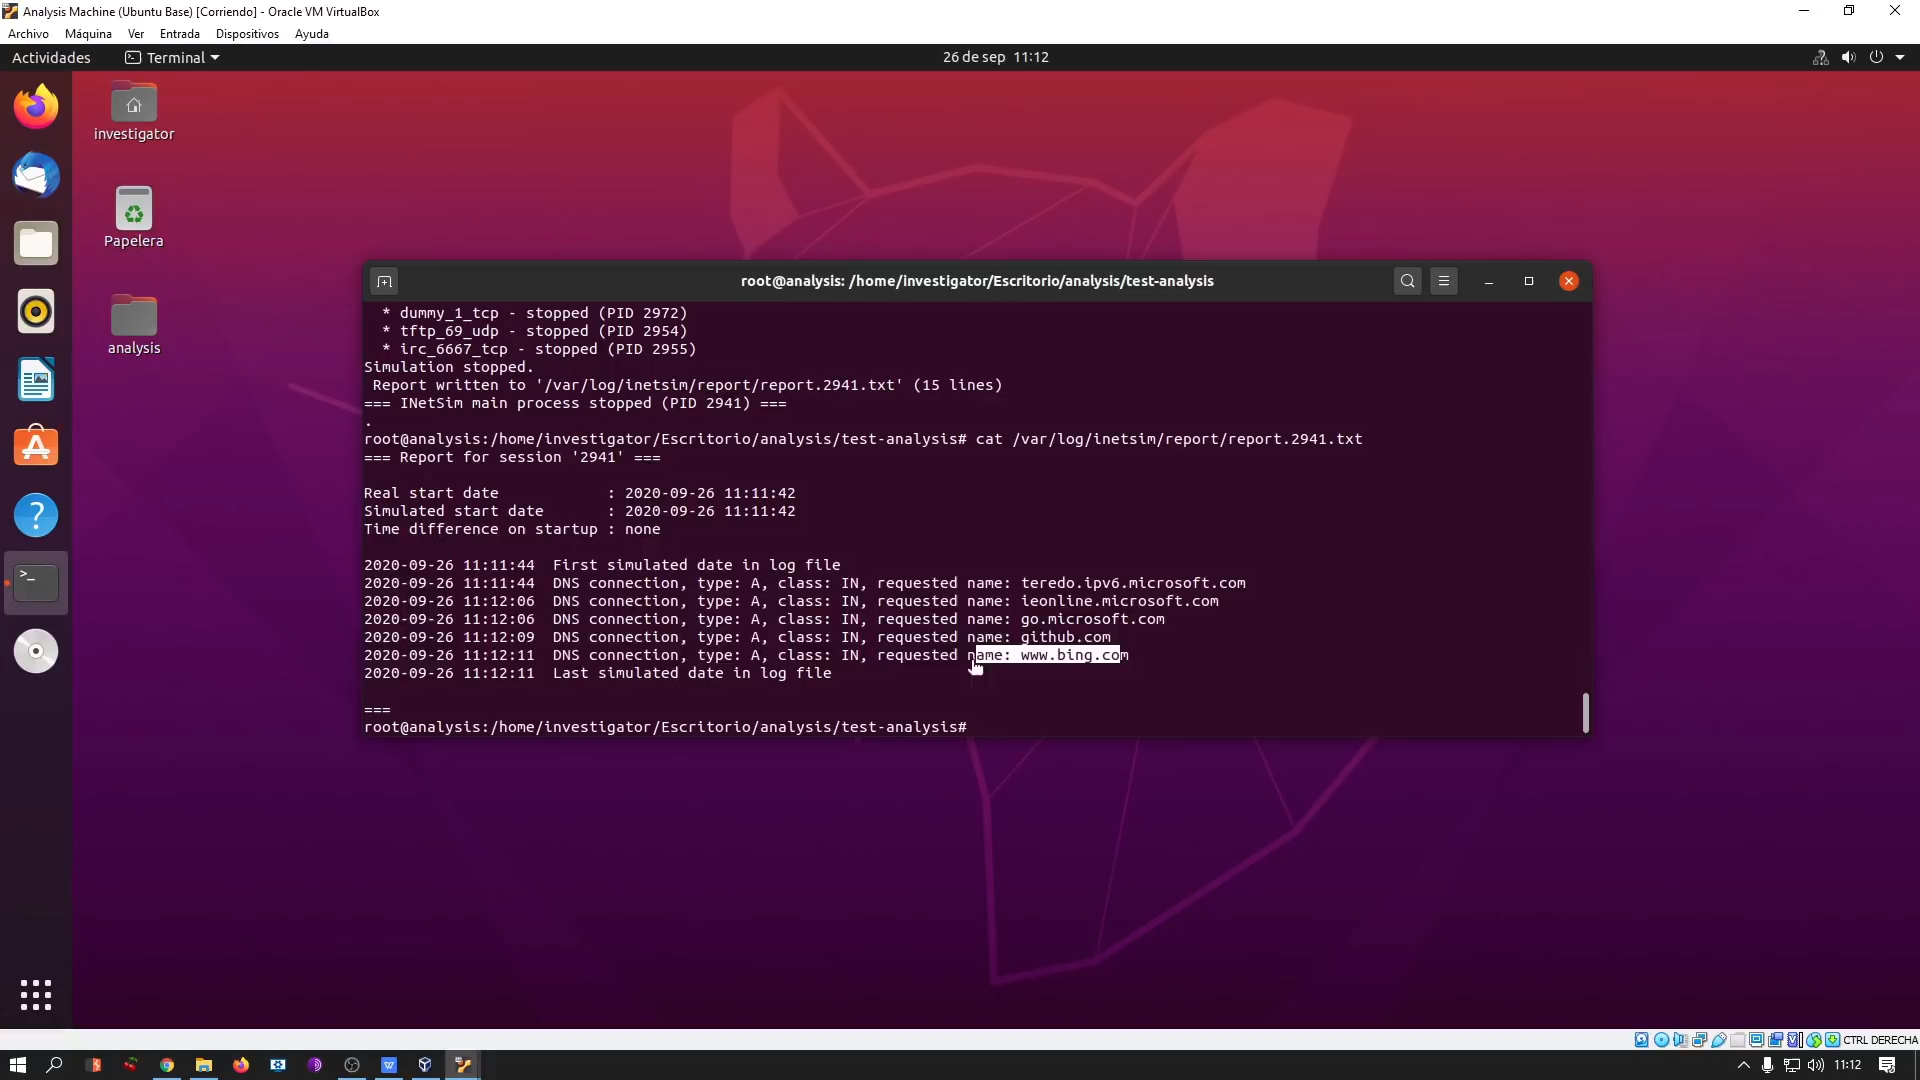 Analysis Machine (Ubuntu Base) [Corriendo] - Oracle VM VirtualBox
Archivo Máquina Ver Entrada Dispositivos Ayuda
Actividades Terminal 26 de sep 11:12
investigator
Papelera
analysis
root@analysis: /home/investigator/Escritorio/analysis/test-analysis
* dummy_1_tcp - stopped (PID 2972)
* tftp_69_udp - stopped (PID 2954)
* irc_6667_tcp - stopped (PID 2955)
Simulation stopped.
Report written to '/var/log/inetsim/report/report.2941.txt' (15 lines)
=== INetSim main process stopped (PID 2941) ===
.
root@analysis:/home/investigator/Escritorio/analysis/test-analysis# cat /var/log/inetsim/report/report.2941.txt
=== Report for session '2941' ===
Real start date : 2020-09-26 11:11:42
Simulated start date : 2020-09-26 11:11:42
Time difference on startup : none
2020-09-26 11:11:44 First simulated date in log file
2020-09-26 11:11:44 DNS connection, type: A, class: IN, requested name: teredo.ipv6.microsoft.com
2020-09-26 11:12:06 DNS connection, type: A, class: IN, requested name: ieonline.microsoft.com
2020-09-26 11:12:06 DNS connection, type: A, class: IN, requested name: go.microsoft.com
2020-09-26 11:12:09 DNS connection, type: A, class: IN, requested name: github.com
2020-09-26 11:12:11 DNS connection, type: A, class: IN, requested name: www.bing.com
2020-09-26 11:12:11 Last simulated date in log file
===
root@analysis:/home/investigator/Escritorio/analysis/test-analysis#
CTRL DERECHA
11:12